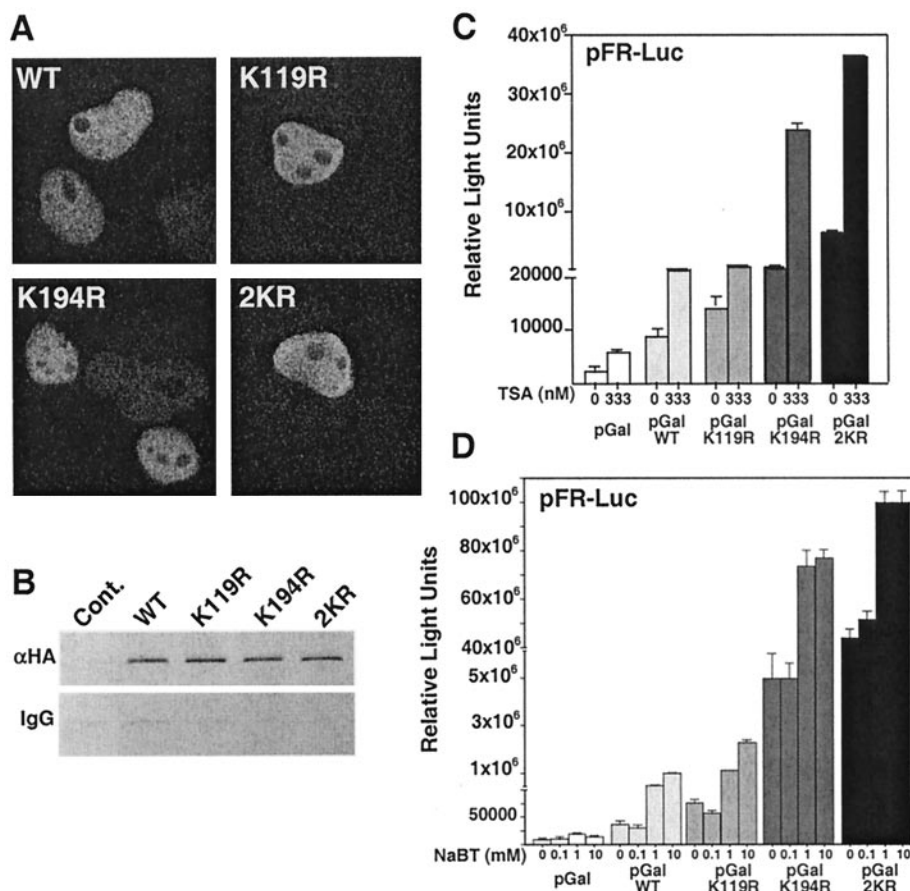 A
WT
K119R
K194R
2KR
B
Cont.
WT
K119R
K194R
2KR
αHA
IgG
C
pFR-Luc
Relative Light Units
40x10⁶
30x10⁶
20x10⁶
10x10⁶
20000
10000
TSA (nM)
0 333 0 333 0 333 0 333 0 333
pGal
pGal WT
pGal K119R
pGal K194R
pGal 2KR
D
pFR-Luc
Relative Light Units
100x10⁶
80x10⁶
60x10⁶
40x10⁶
5x10⁶
3x10⁶
1x10⁶
50000
NaBT (mM)
0 0.1 1 10 0 0.1 1 10 0 0.1 1 10 0 0.1 1 10 0 0.1 1 10
pGal
pGal WT
pGal K119R
pGal K194R
pGal 2KR